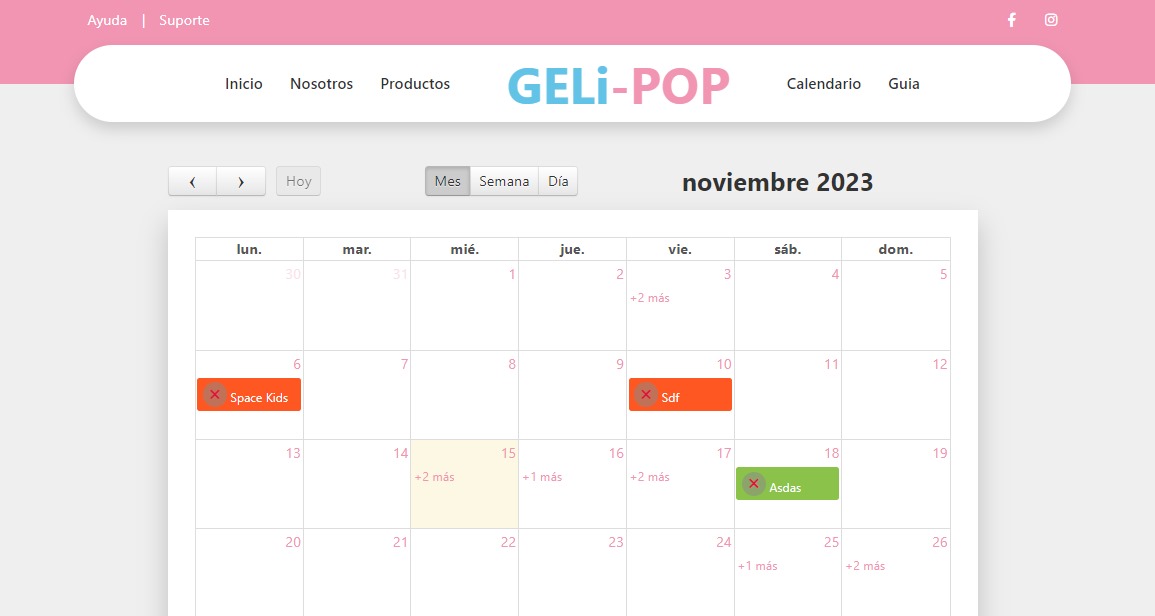 Ayuda | Suporte
Inicio Nosotros Productos GELi-POP Calendario Guia
‹ › Hoy Mes Semana Día noviembre 2023
lun. mar. mié. jue. vie. sáb. dom.
30 31 1 2 3 4 5
+2 más
6 7 8 9 10 11 12
✕ Space Kids ✕ Sdf
13 14 15 16 17 18 19
+2 más +1 más +2 más ✕ Asdas
20 21 22 23 24 25 26
+1 más +2 más